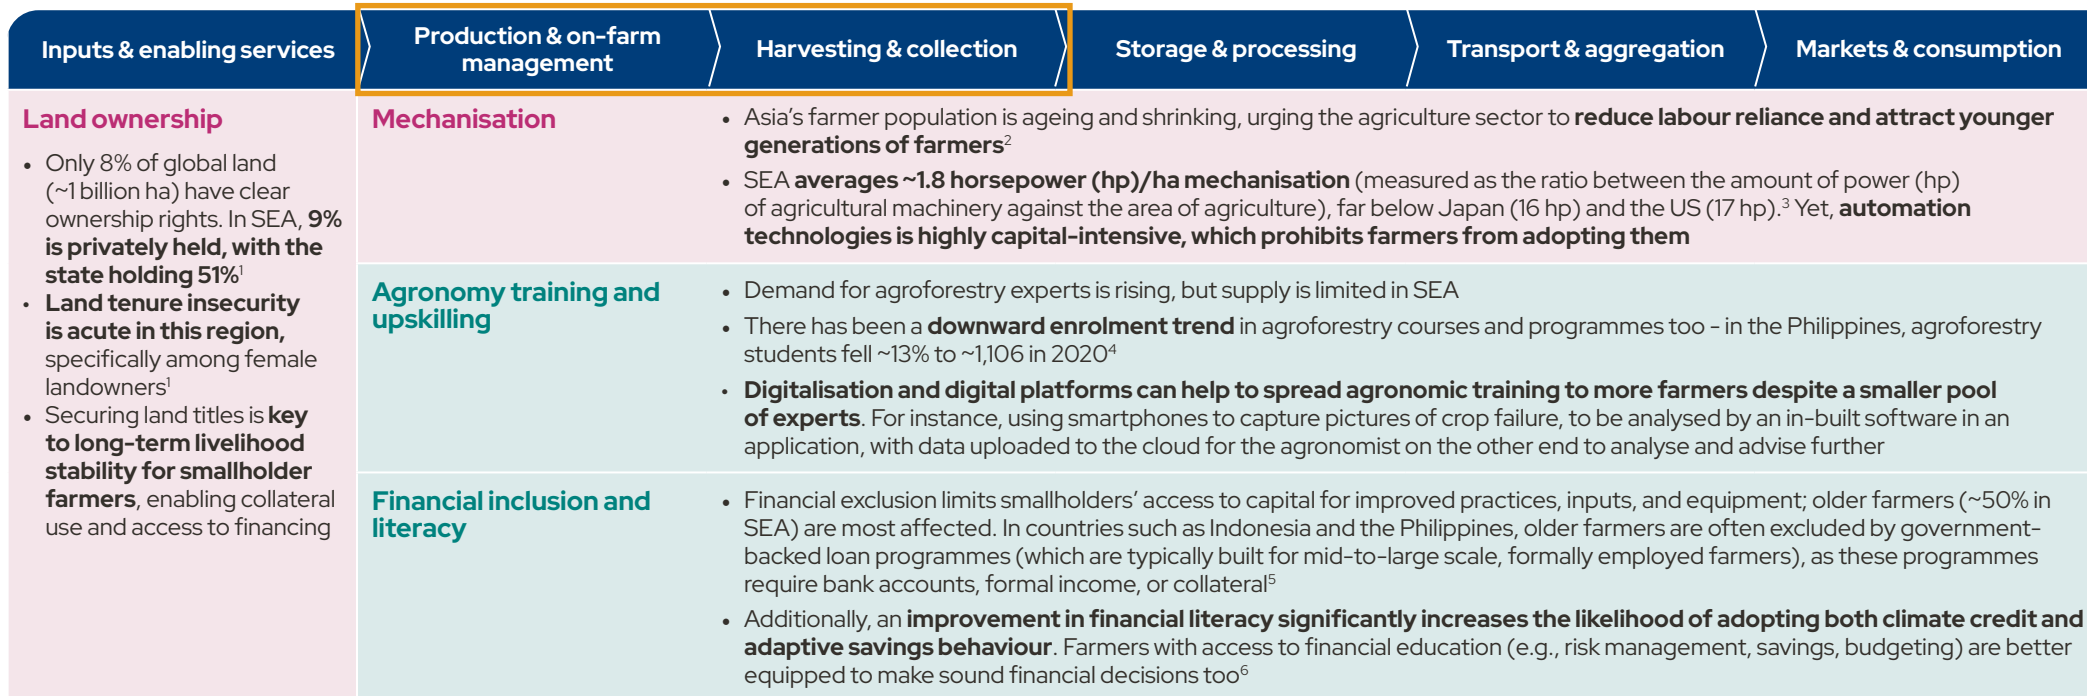 Inputs & enabling services
Production & on-farm
management
Harvesting & collection
Storage & processing
Transport & aggregation
Markets & consumption
Land ownership
• Only 8% of global land
(~1 billion ha) have clear
ownership rights. In SEA, 9%
is privately held, with the
state holding 51%¹
• Land tenure insecurity
is acute in this region,
specifically among female
landowners¹
• Securing land titles is key
to long-term livelihood
stability for smallholder
farmers, enabling collateral
use and access to financing
Mechanisation
• Asia's farmer population is ageing and shrinking, urging the agriculture sector to reduce labour reliance and attract younger
generations of farmers²
• SEA averages ~1.8 horsepower (hp)/ha mechanisation (measured as the ratio between the amount of power (hp)
of agricultural machinery against the area of agriculture), far below Japan (16 hp) and the US (17 hp).³ Yet, automation
technologies is highly capital-intensive, which prohibits farmers from adopting them
Agronomy training and
upskilling
• Demand for agroforestry experts is rising, but supply is limited in SEA
• There has been a downward enrolment trend in agroforestry courses and programmes too - in the Philippines, agroforestry
students fell ~13% to ~1,106 in 2020⁴
• Digitalisation and digital platforms can help to spread agronomic training to more farmers despite a smaller pool
of experts. For instance, using smartphones to capture pictures of crop failure, to be analysed by an in-built software in an
application, with data uploaded to the cloud for the agronomist on the other end to analyse and advise further
Financial inclusion and
literacy
• Financial exclusion limits smallholders' access to capital for improved practices, inputs, and equipment; older farmers (~50% in
SEA) are most affected. In countries such as Indonesia and the Philippines, older farmers are often excluded by government-
backed loan programmes (which are typically built for mid-to-large scale, formally employed farmers), as these programmes
require bank accounts, formal income, or collateral⁵
• Additionally, an improvement in financial literacy significantly increases the likelihood of adopting both climate credit and
adaptive savings behaviour. Farmers with access to financial education (e.g., risk management, savings, budgeting) are better
equipped to make sound financial decisions too⁶